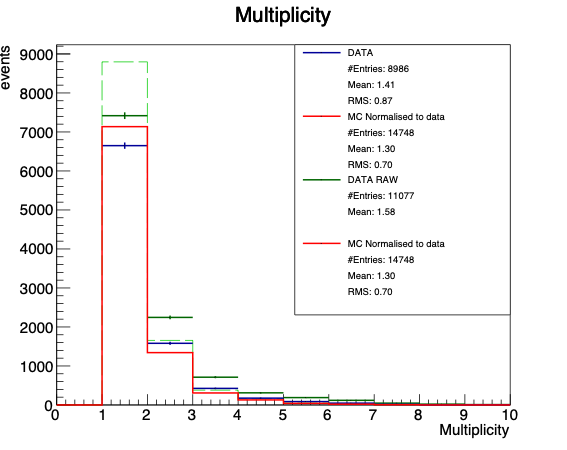 Multiplicity
events
9000
8000
7000
6000
5000
4000
3000
2000
1000
0
0 1 2 3 4 5 6 7 8 9 10
Multiplicity
DATA
#Entries: 8986
Mean: 1.41
RMS: 0.87
MC Normalised to data
#Entries: 14748
Mean: 1.30
RMS: 0.70
DATA RAW
#Entries: 11077
Mean: 1.58
MC Normalised to data
#Entries: 14748
Mean: 1.30
RMS: 0.70